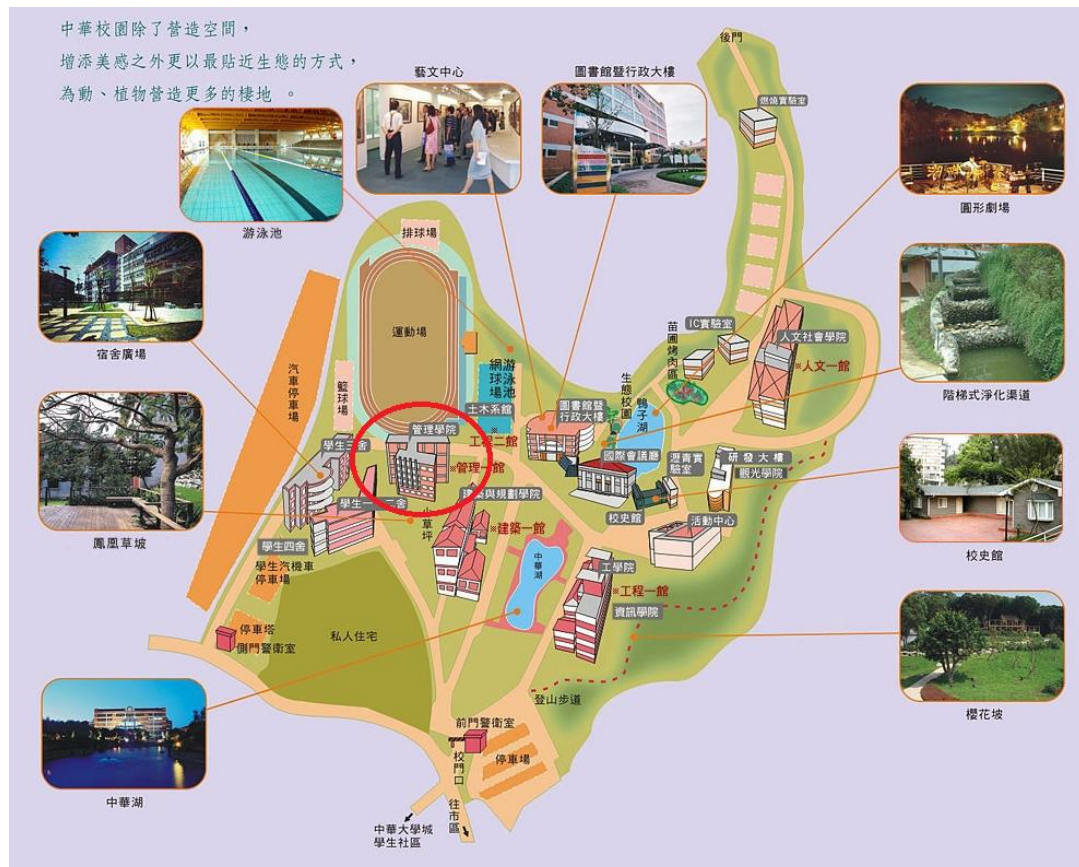 中華校園除了營造空間，
增添美感之外更以最貼近生態的方式，
為動、植物營造更多的棲地 。
後門
藝文中心
圖書館暨行政大樓
燃燒實驗室
游泳池
圓形劇場
排球場
宿舍廣場
運動場
汽車停車場
籃球場
網球場
游泳池
土木系館
※工程二館
苗圃烤肉區
IC實驗室
人文社會學院
※人文一館
生態校園
鴨子湖
圖書館暨
行政大樓
階梯式淨化渠道
管理學院
※管理一館
學生三舍
國際會議廳
瀝青實
驗室
研發大樓
觀光學院
建築與規劃學院
小草坪
※建築一館
校史館
活動中心
鳳凰草坡
學生四舍
學生汽機車
停車場
中華湖
工學院
※工程一館
資訊學院
校史館
停車塔
側門警衛室
私人住宅
登山步道
櫻花坡
前門警衛室
停車場
校門口
往市區
中華湖
中華大學城
學生社區